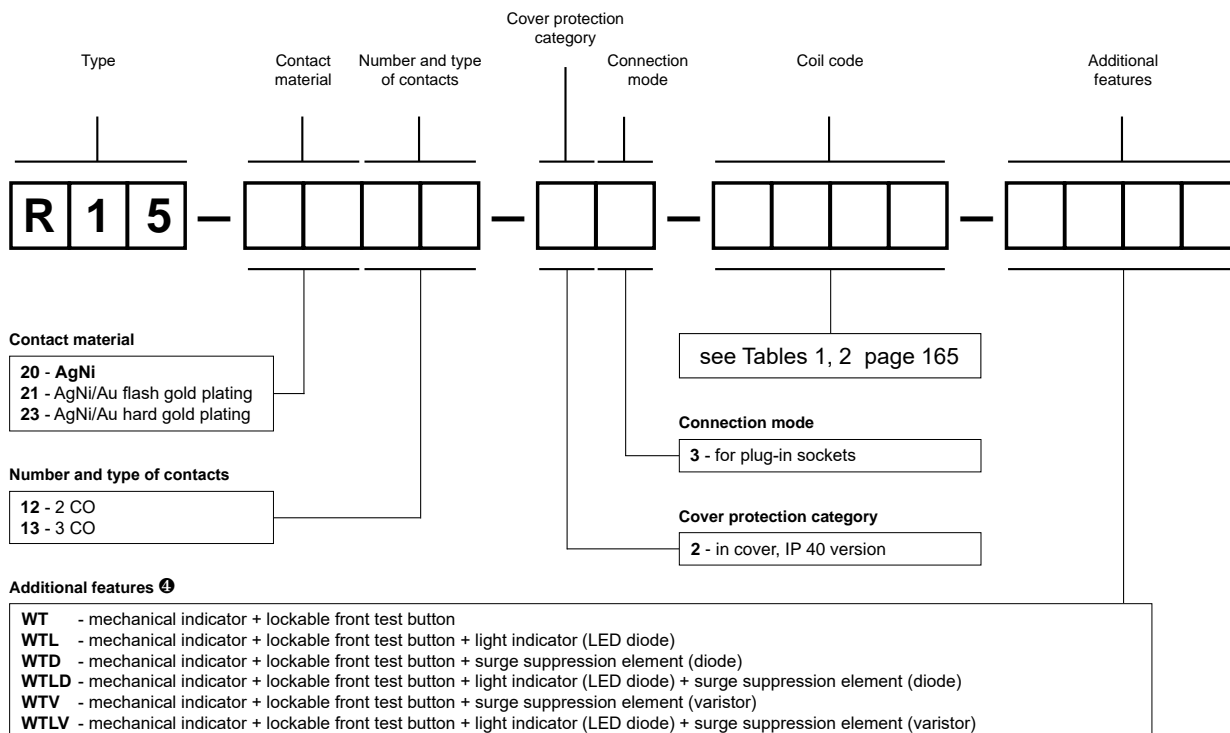 Cover protection
category
Type
Contact
material
Number and type
of contacts
Connection
mode
Coil code
Additional
features
R 1 5 – – – –
Contact material
20 - AgNi
21 - AgNi/Au flash gold plating
23 - AgNi/Au hard gold plating
see Tables 1, 2 page 165
Connection mode
3 - for plug-in sockets
Number and type of contacts
12 - 2 CO
13 - 3 CO
Cover protection category
2 - in cover, IP 40 version
Additional features ❹
WT - mechanical indicator + lockable front test button
WTL - mechanical indicator + lockable front test button + light indicator (LED diode)
WTD - mechanical indicator + lockable front test button + surge suppression element (diode)
WTLD - mechanical indicator + lockable front test button + light indicator (LED diode) + surge suppression element (diode)
WTV - mechanical indicator + lockable front test button + surge suppression element (varistor)
WTLV - mechanical indicator + lockable front test button + light indicator (LED diode) + surge suppression element (varistor)